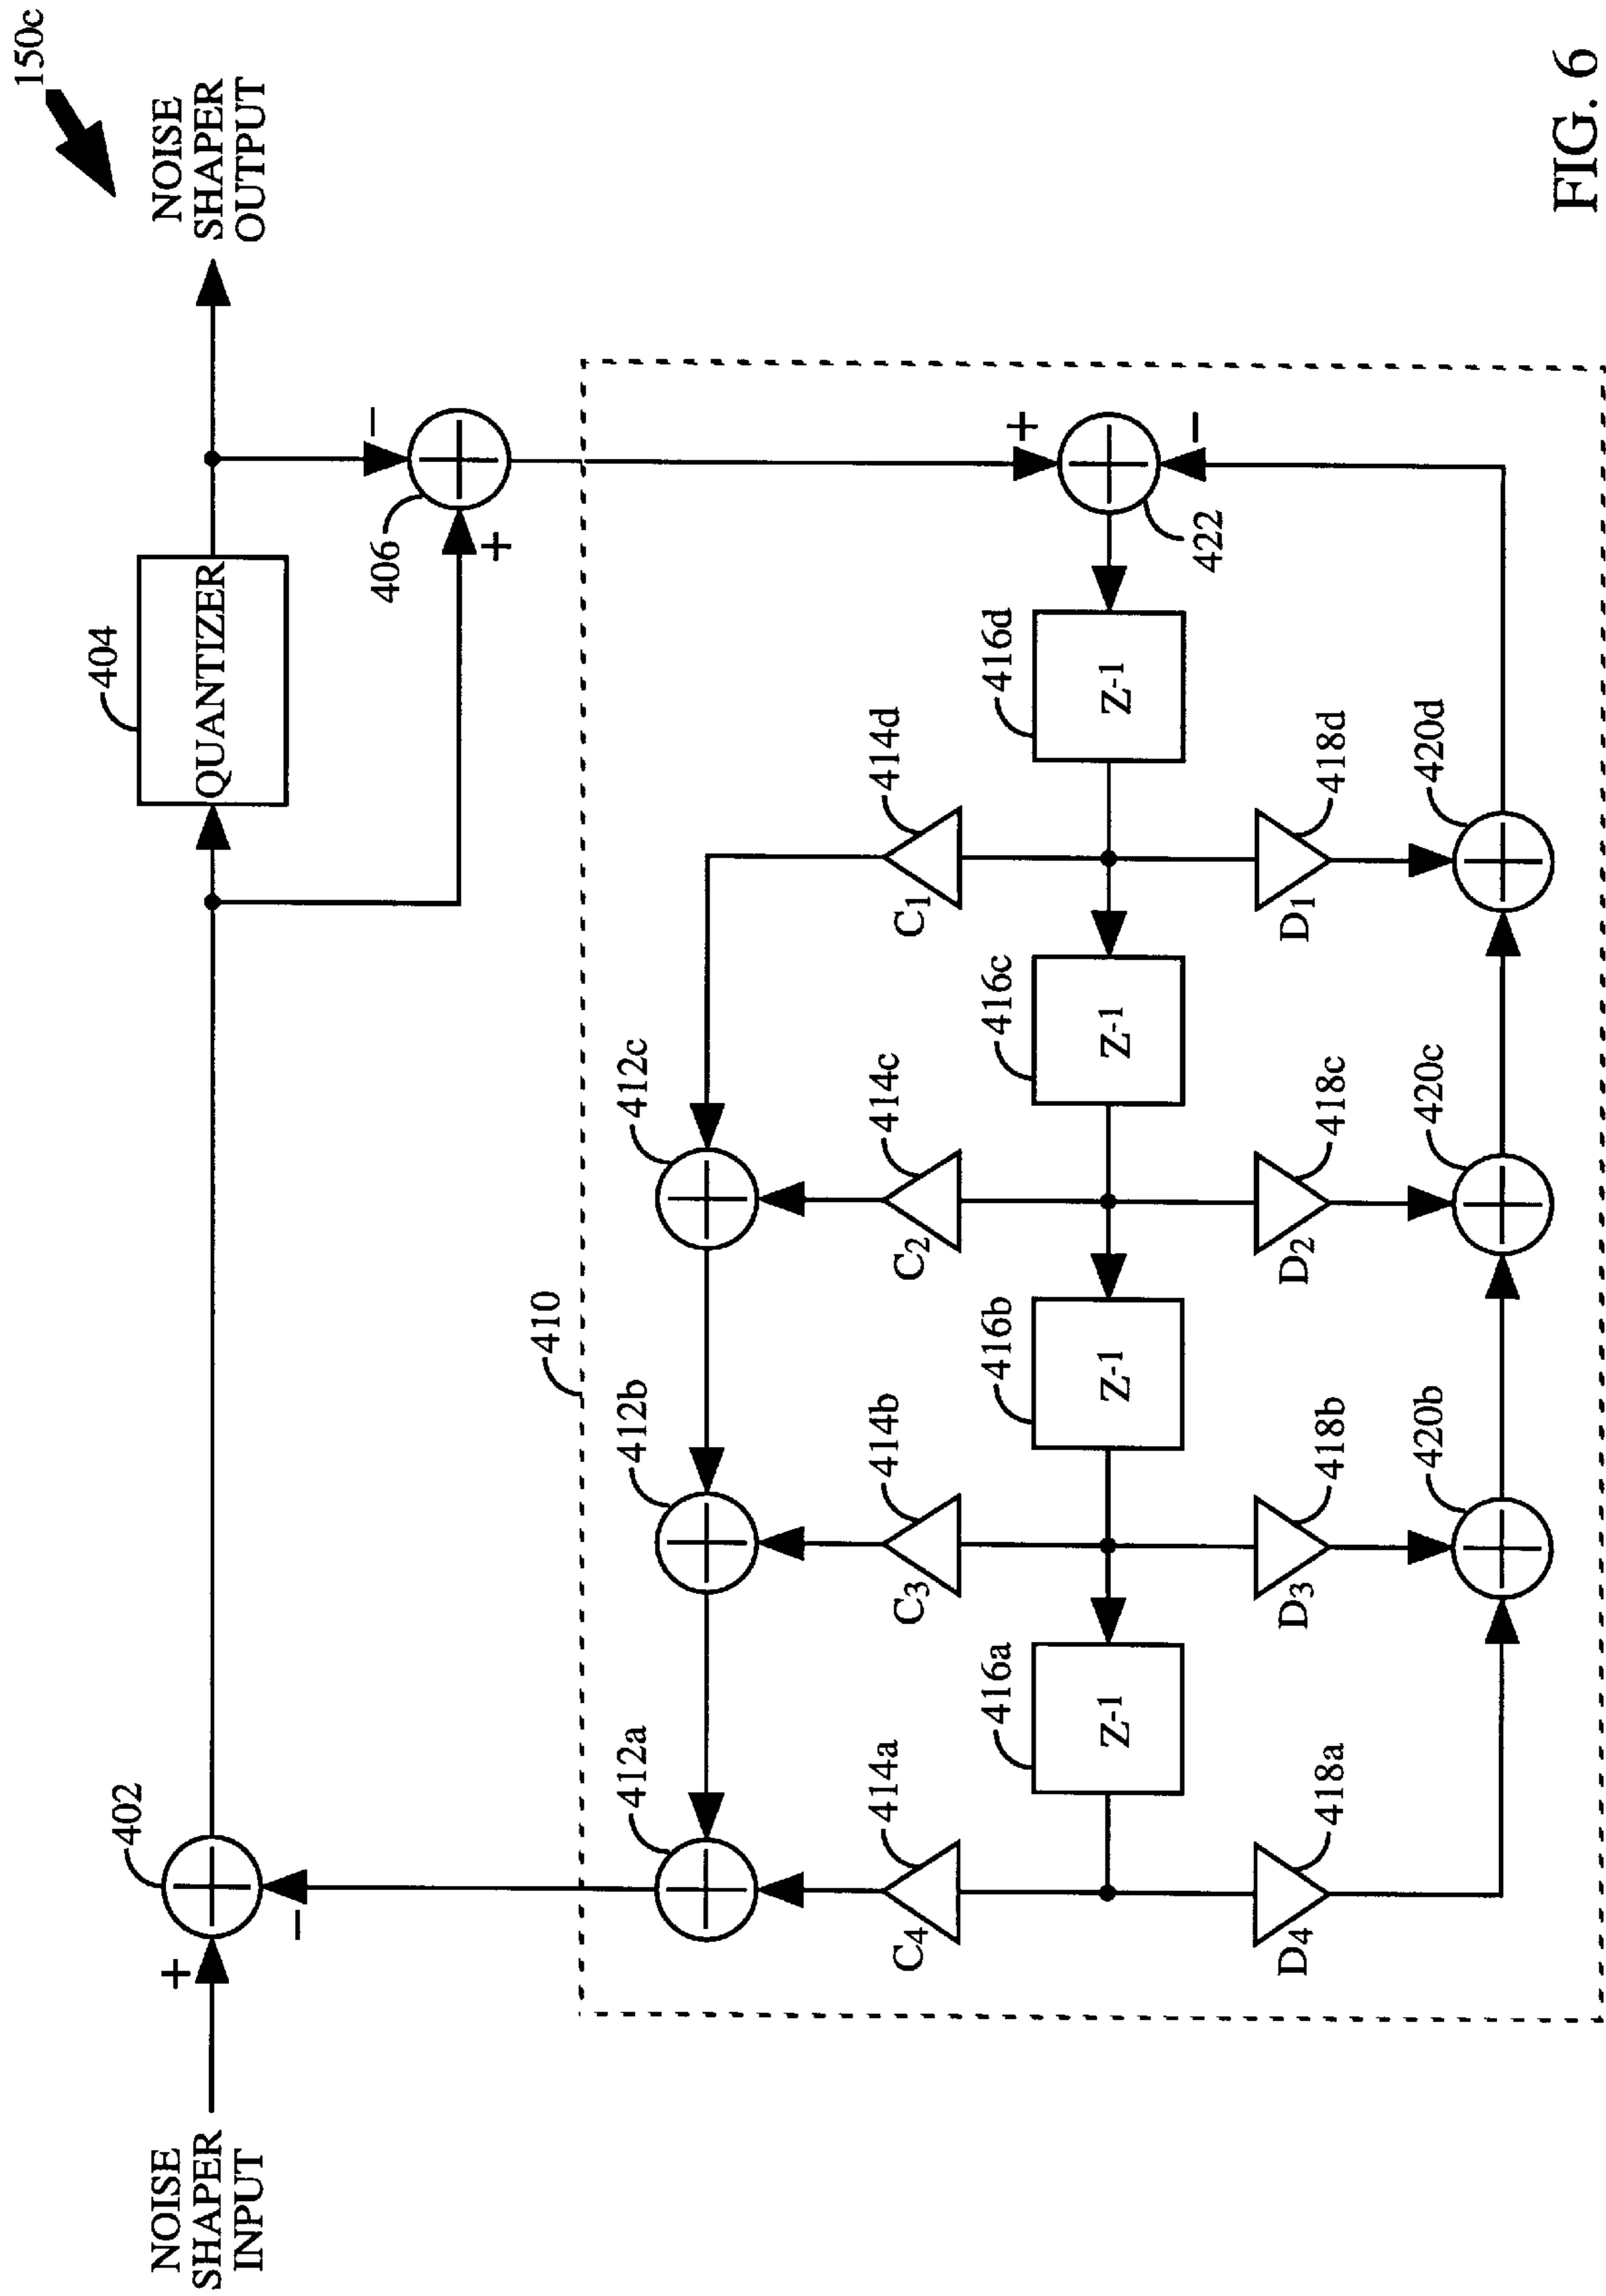 150c
NOISE
SHAPER
OUTPUT
404
QUANTIZER
402
+
−
NOISE
SHAPER
INPUT
−
406
+
410
412a
412b
412c
414a
C4
414b
C3
414c
C2
414d
C1
416a
Z-1
416b
Z-1
416c
Z-1
416d
Z-1
+
−
422
D4
418a
D3
418b
D2
418c
D1
418d
420b
420c
420d
FIG. 6